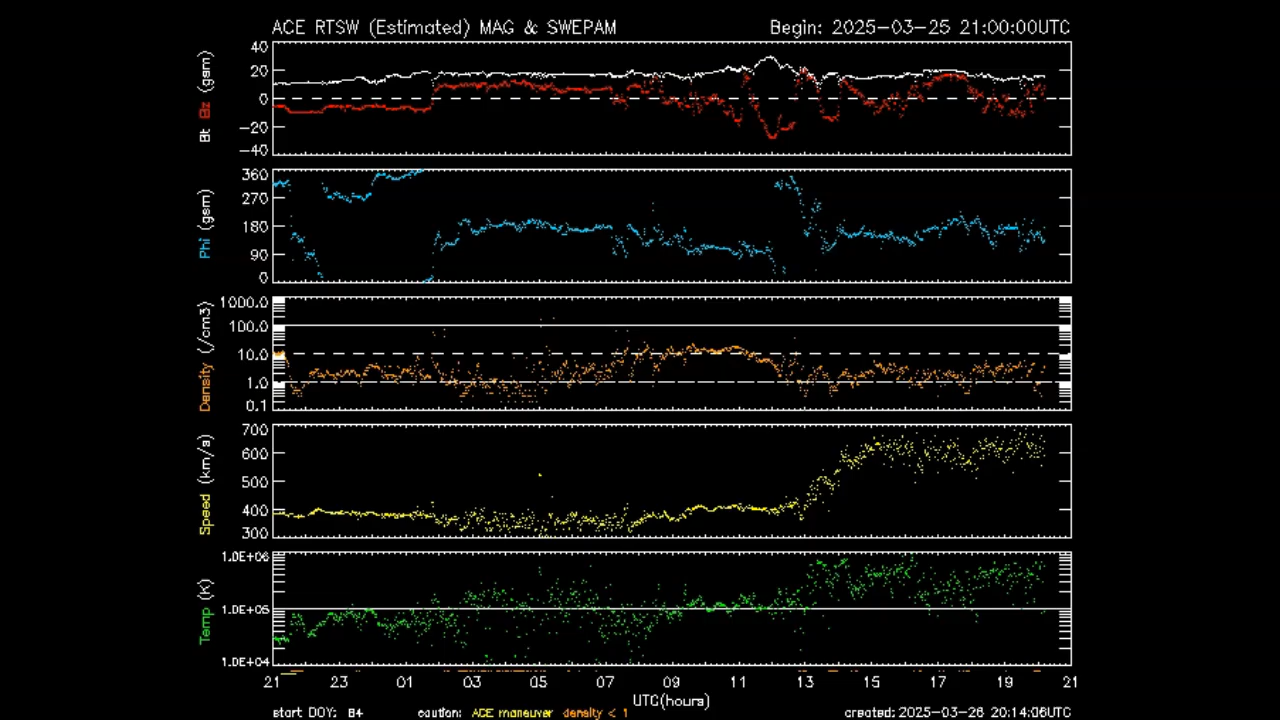 ACE RTSW (Estimated) MAG & SWEPAM Begin: 2025-03-25 21:00:00UTC
Bt Bz (gsm)
40
20
0
-20
-40
Phi (gsm)
360
270
180
90
0
Density (/cm3)
1000.0
100.0
10.0
1.0
0.1
Speed (km/s)
700
600
500
400
300
Temp (K)
1.0E+06
1.0E+05
1.0E+04
21 23 01 03 05 07 09 11 13 15 17 19 21
UTC(hours)
start DOY: 84 caution: ACE maneuver density < 1 created: 2025-03-26 20:14:06UTC